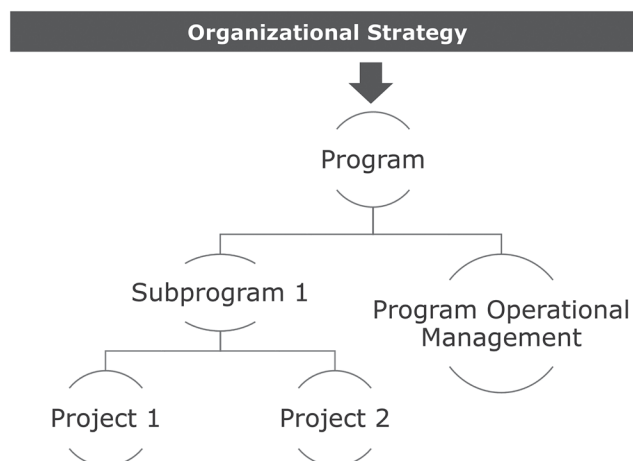 Organizational Strategy
Program
Subprogram 1
Program Operational
Management
Project 1
Project 2